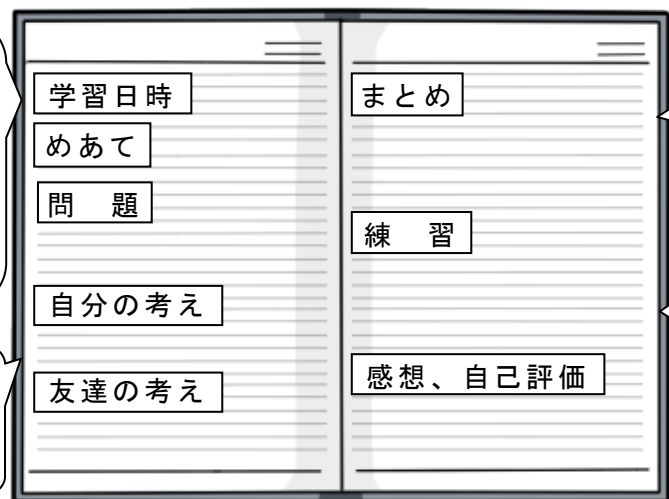 学習日時
めあて
問　題
自分の考え
友達の考え
まとめ
練　習
感想、自己評価